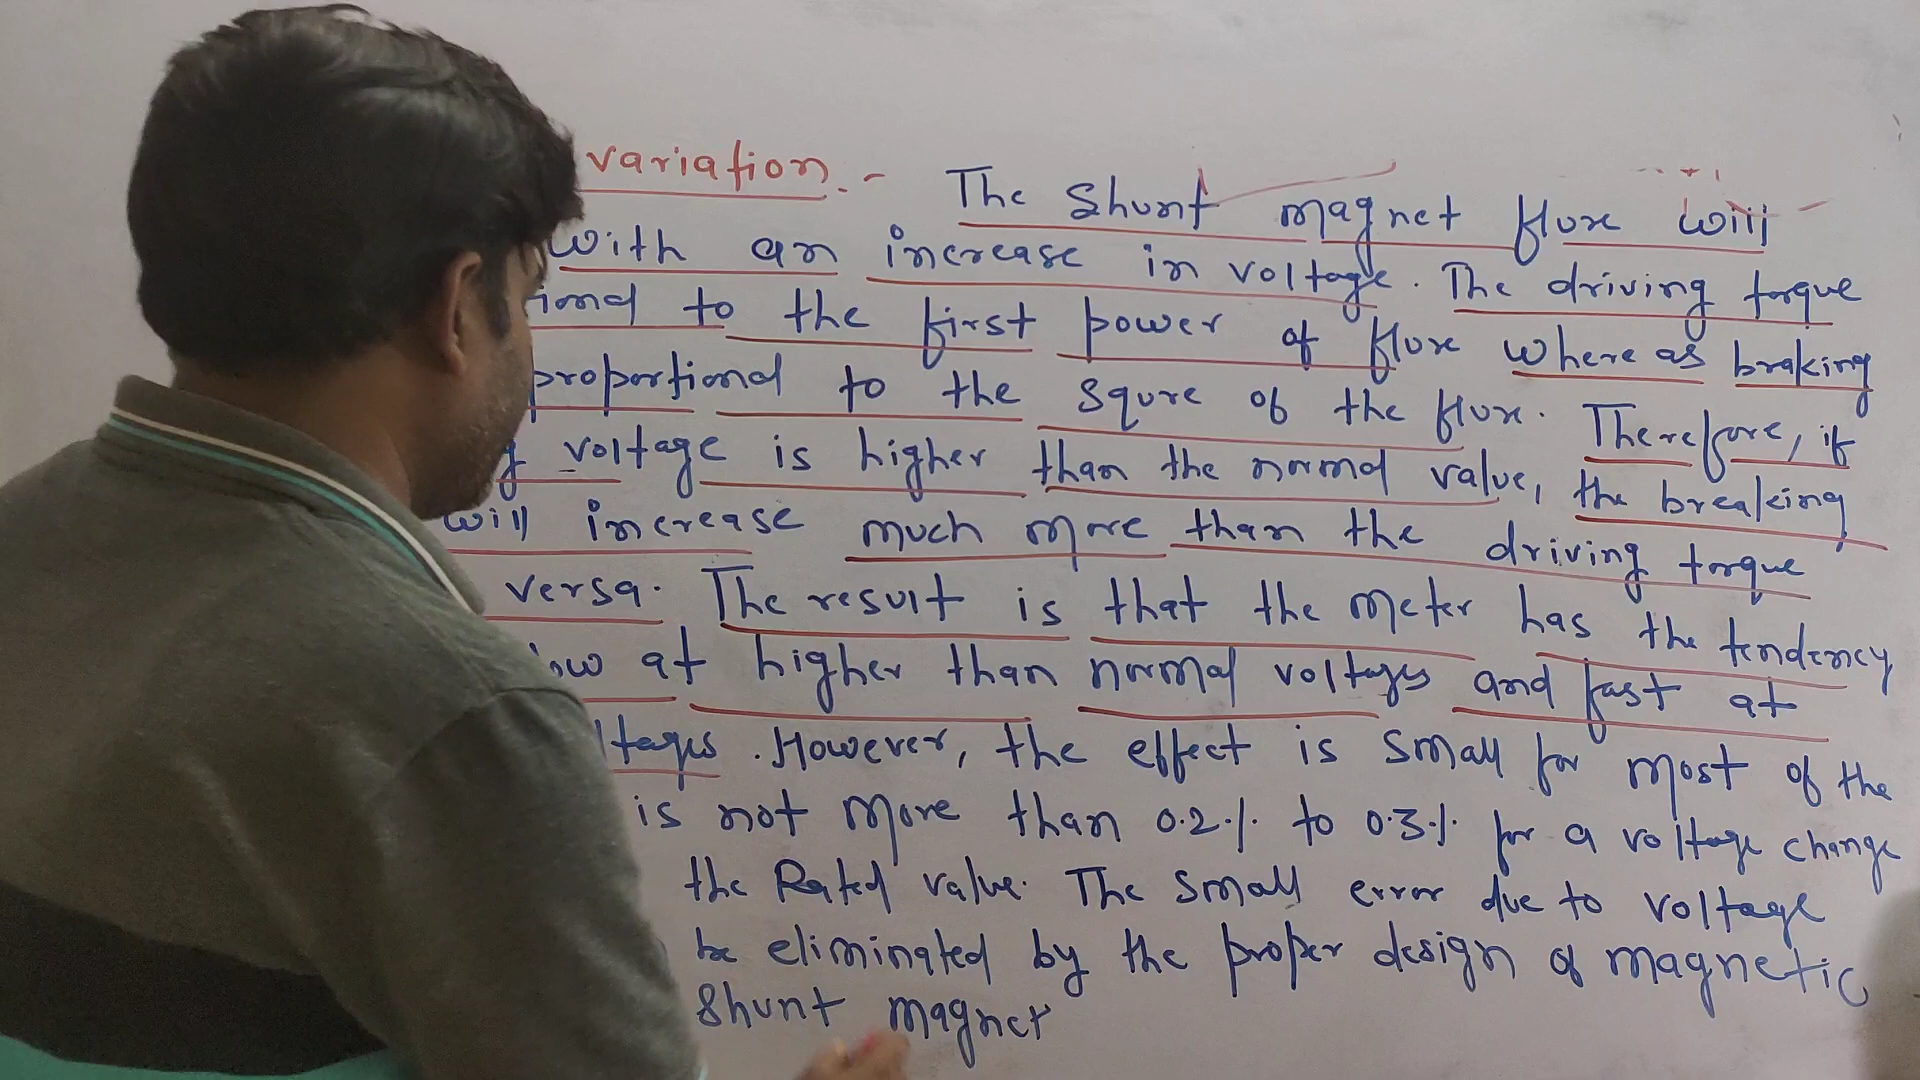 variation. - The Shunt magnet flux will
with an increase in voltage. The driving torque
to the first power of flux where as braking
proportional to the squre of the flux. Therefore, if
voltage is higher than the normal value, the breaking
will increase much more than the driving torque
versa. The result is that the meter has the tendency
at higher than normal voltages and fast at
However, the effect is small for most of the
is not more than 0.2% to 0.3% for a voltage change
the Rated value. The small error due to voltage
be eliminated by the proper design of magnetic
Shunt magnet